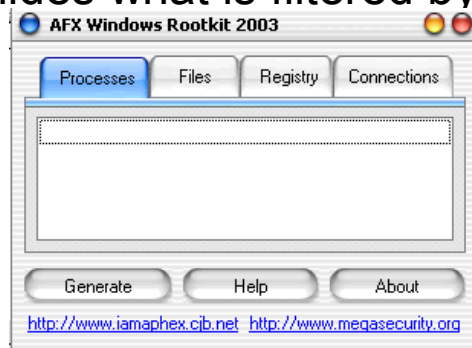 AFX Windows Rootkit 2003
Processes Files Registry Connections
Generate Help About
http://www.iamaphex.cjb.net http://www.megasecurity.org